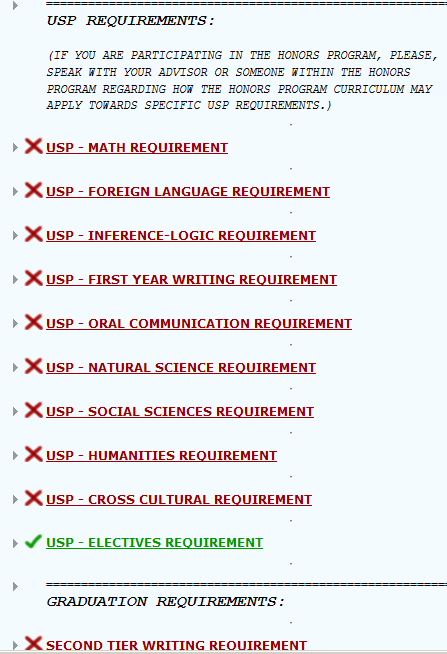 USP REQUIREMENTS:
(IF YOU ARE PARTICIPATING IN THE HONORS PROGRAM, PLEASE,
SPEAK WITH YOUR ADVISOR OR SOMEONE WITHIN THE HONORS
PROGRAM REGARDING HOW THE HONORS PROGRAM CURRICULUM MAY
APPLY TOWARDS SPECIFIC USP REQUIREMENTS.)
USP - MATH REQUIREMENT
USP - FOREIGN LANGUAGE REQUIREMENT
USP - INFERENCE-LOGIC REQUIREMENT
USP - FIRST YEAR WRITING REQUIREMENT
USP - ORAL COMMUNICATION REQUIREMENT
USP - NATURAL SCIENCE REQUIREMENT
USP - SOCIAL SCIENCES REQUIREMENT
USP - HUMANITIES REQUIREMENT
USP - CROSS CULTURAL REQUIREMENT
USP - ELECTIVES REQUIREMENT
GRADUATION REQUIREMENTS:
SECOND TIER WRITING REQUIREMENT